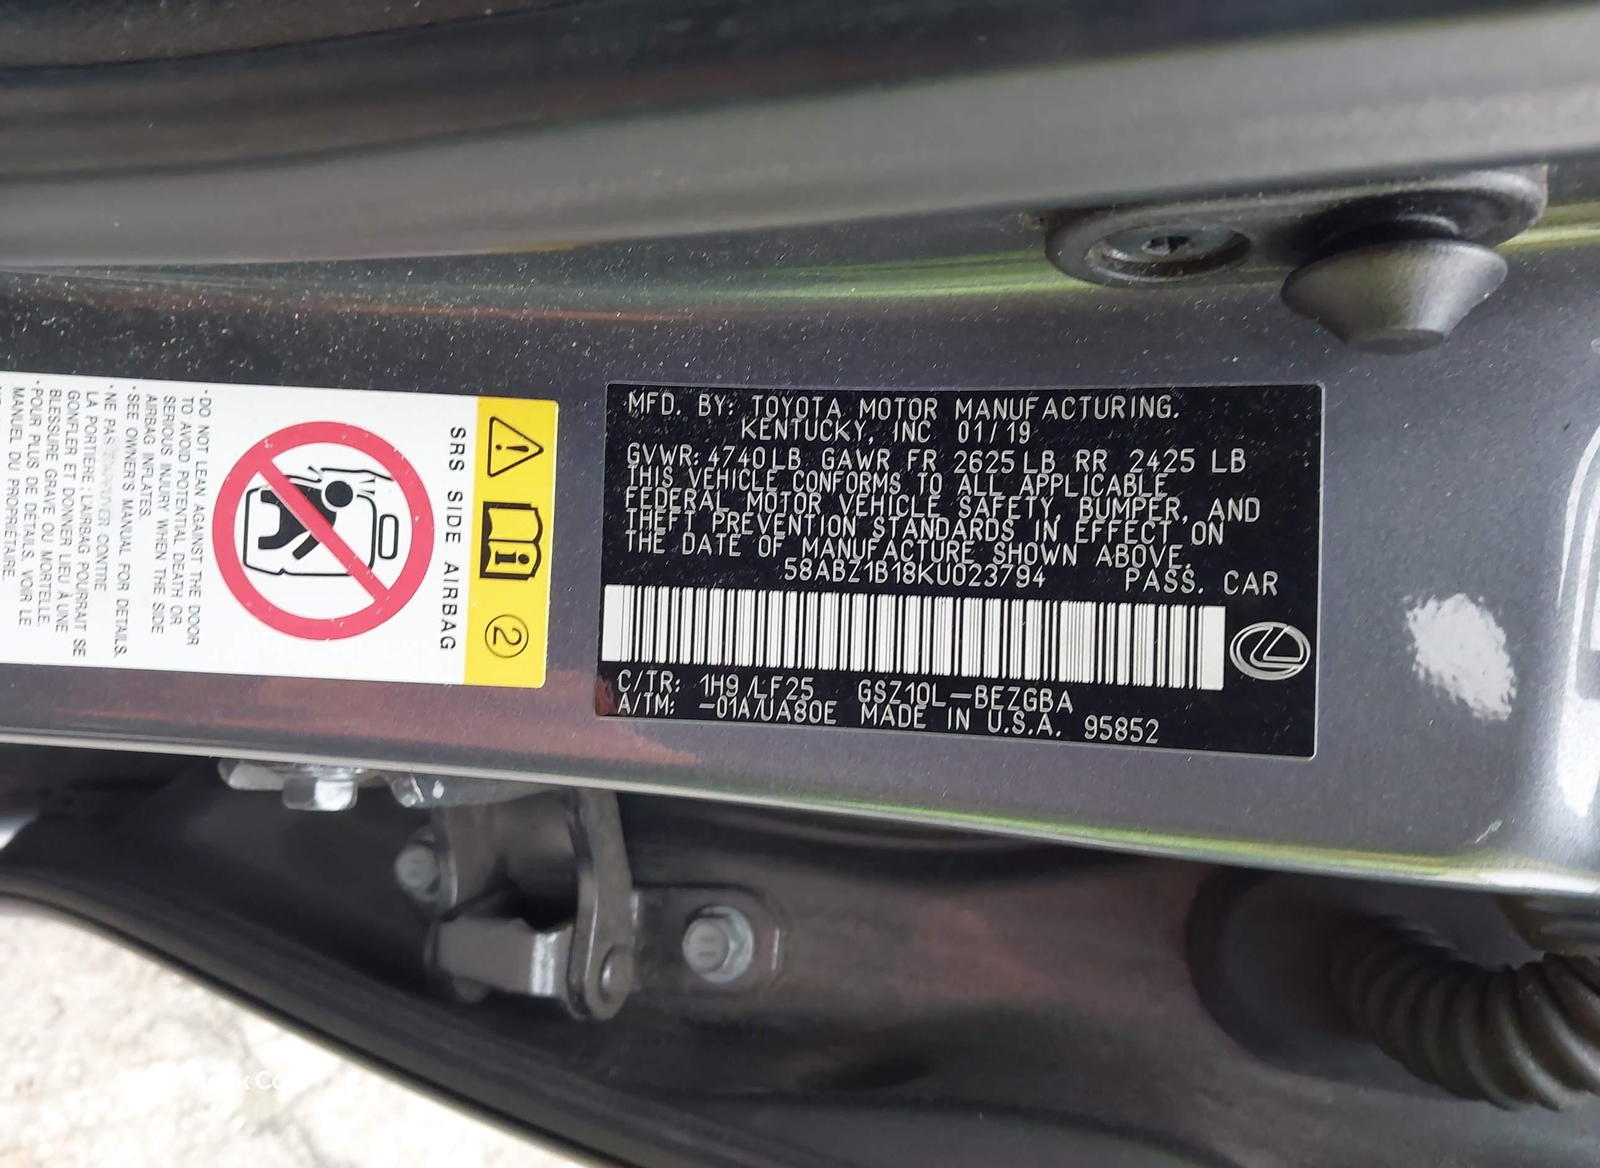 MFD. BY: TOYOTA MOTOR MANUFACTURING.
KENTUCKY, INC 01/19
GVWR: 4740LB GAWR FR 2625LB RR 2425 LB
THIS VEHICLE CONFORMS TO ALL APPLICABLE
FEDERAL MOTOR VEHICLE SAFETY, BUMPER, AND
THEFT PREVENTION STANDARDS IN EFFECT ON
THE DATE OF MANUFACTURE SHOWN ABOVE.
58ABZ1B18KU023794 PASS. CAR
C/TR: 1H9/LF25 GSZ10L-BEZGBA
A/TM: -01A/UA80E MADE IN U.S.A. 95852
2
SRS SIDE AIRBAG
·DO NOT LEAN AGAINST THE DOOR
TO AVOID POTENTIAL DEATH OR
SERIOUS INJURY WHEN THE SIDE
AIRBAG INFLATES.
·SEE OWNER'S MANUAL FOR DETAILS.
·NE PAS CONTRE
LA PORTIERE; L'AIRBAG POURRAIT SE
GONFLER ET DONNER LIEU À UNE
BLESSURE GRAVE OU MORTELLE.
·POUR PLUS DE DÉTAILS, VOIR LE
MANUEL DU PROPRIÉTAIRE.